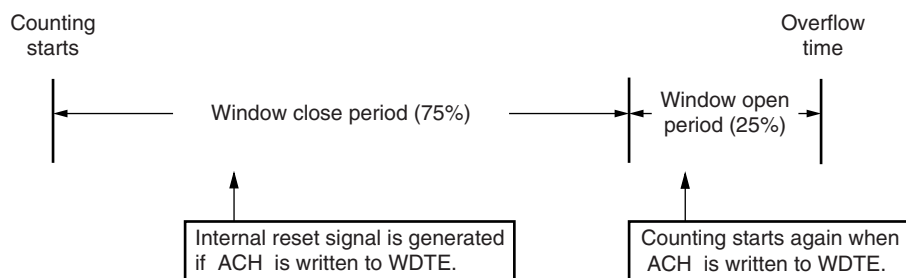 Counting
starts
Overflow
time
Window close period (75%)
Window open
period (25%)
Internal reset signal is generated
if ACH is written to WDTE.
Counting starts again when
ACH is written to WDTE.